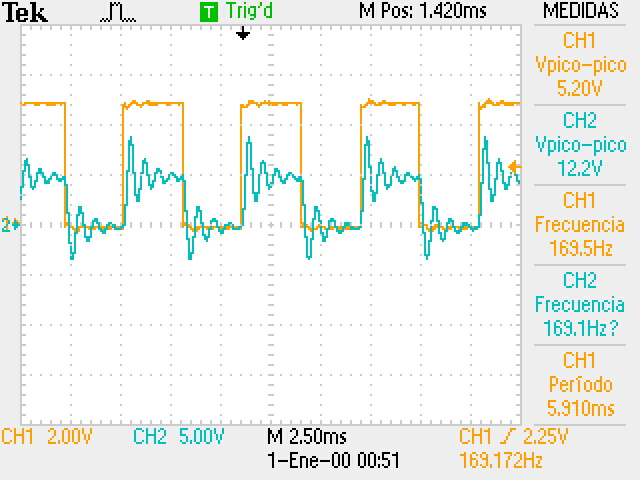 Tek T Trig'd M Pos: 1.420ms MEDIDAS
CH1
Vpico-pico
5.20V
CH2
Vpico-pico
12.2V
CH1
Frecuencia
169.5Hz
CH2
Frecuencia
169.1Hz?
CH1
Período
5.910ms
2
CH1 2.00V CH2 5.00V M 2.50ms CH1 2.25V
1-Ene-00 00:51 169.172Hz